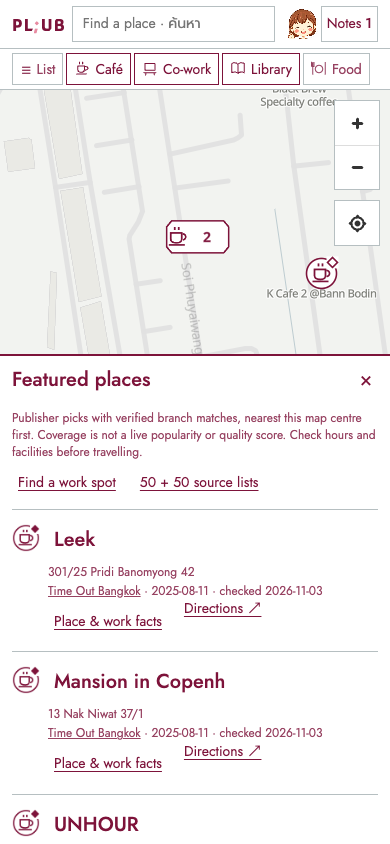 PL;UB
Find a place · ค้นหา
Notes 1
≡ List
Café
Co-work
Library
Food
Specialty coffee
+
−
2
Soi Phuyaiwang
K Cafe 2 @Bann Bodin
Featured places
×
Publisher picks with verified branch matches, nearest this map centre
first. Coverage is not a live popularity or quality score. Check hours and
facilities before travelling.
Find a work spot
50 + 50 source lists
Leek
301/25 Pridi Banomyong 42
Time Out Bangkok · 2025-08-11 · checked 2026-11-03
Place & work facts
Directions ↗
Mansion in Copenh
13 Nak Niwat 37/1
Time Out Bangkok · 2025-08-11 · checked 2026-11-03
Place & work facts
Directions ↗
UNHOUR